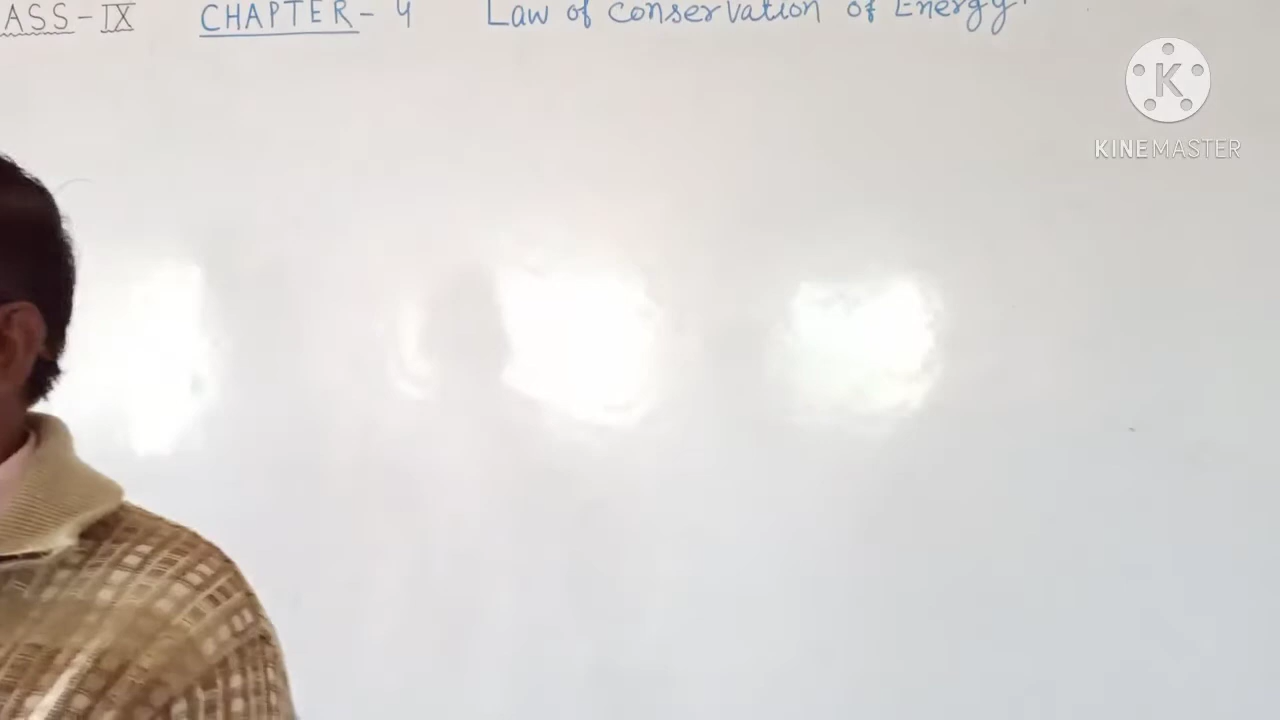 ASS - IX CHAPTER - 4 Law of Conservation of Energy.
K
KINEMASTER